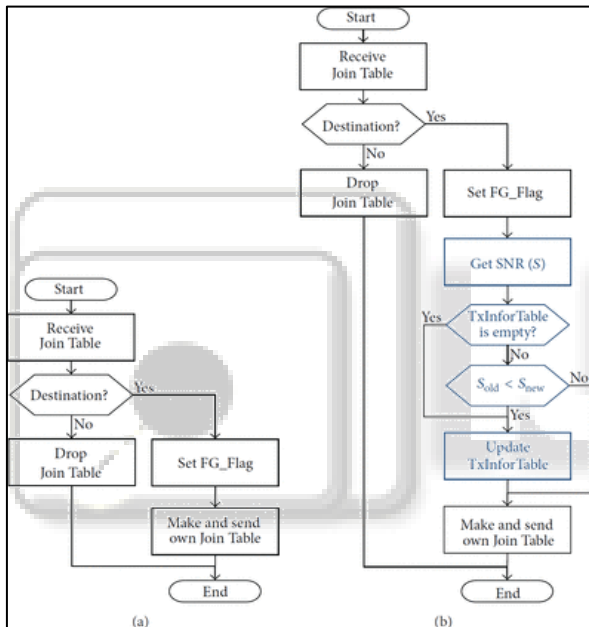 Start
Receive
Join Table
Destination?
Yes
No
Drop
Join Table
Set FG_Flag
Make and send
own Join Table
End
(a)
Start
Receive
Join Table
Destination?
Yes
No
Drop
Join Table
Set FG_Flag
Get SNR (S)
Yes
TxInforTable
is empty?
No
S_old < S_new
No
Yes
Update
TxInforTable
Make and send
own Join Table
End
(b)